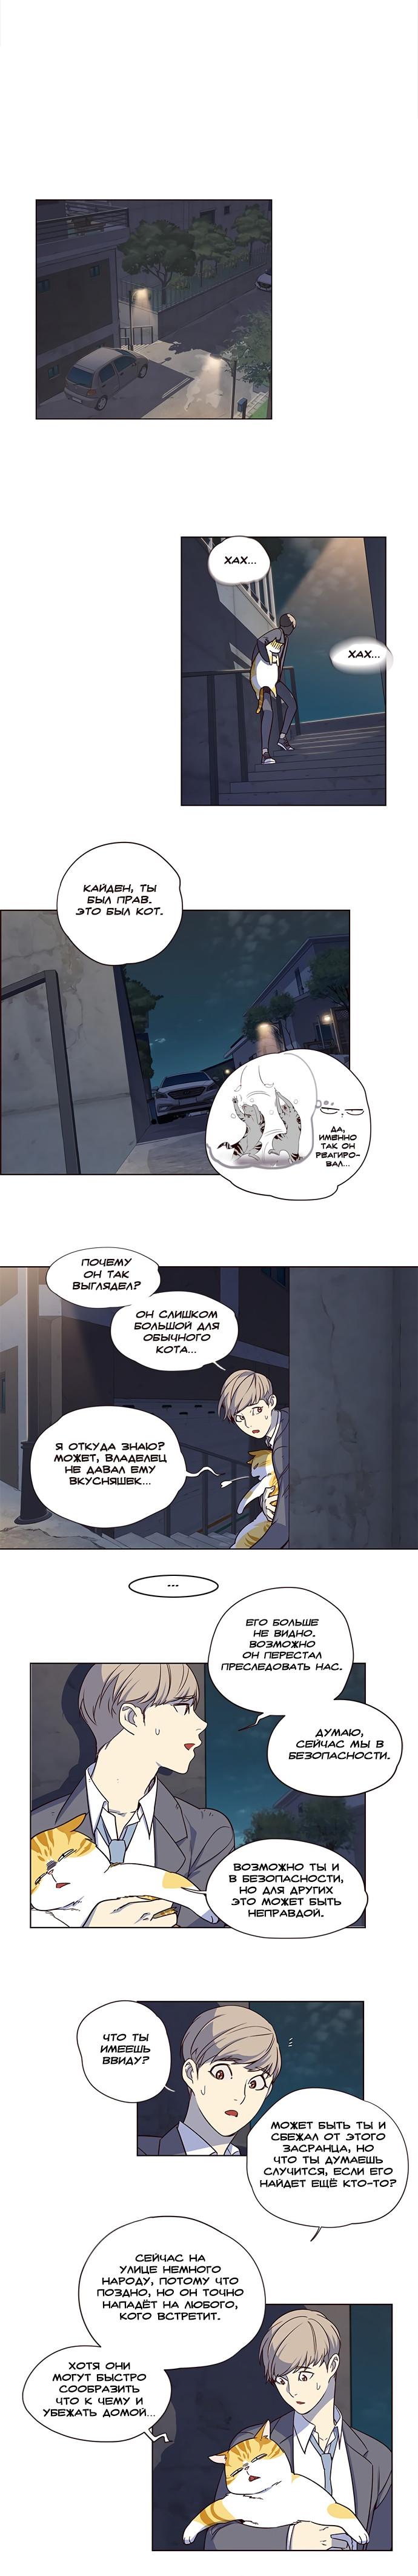 ХАХ...
ХАХ...
КАЙДЕН, ТЫ
БЫЛ ПРАВ.
ЭТО БЫЛ КОТ.
ДА,
ИМЕННО
ТАК ОН
РЕАГИРО-
ВАЛ...
ПОЧЕМУ
ОН ТАК
ВЫГЛЯДЕЛ?
ОН СЛИШКОМ
БОЛЬШОЙ ДЛЯ
ОБЫЧНОГО
КОТА...
Я ОТКУДА ЗНАЮ?
МОЖЕТ, ВЛАДЕЛЕЦ
НЕ ДАВАЛ ЕМУ
ВКУСНЯШЕК...
...
ЕГО БОЛЬШЕ
НЕ ВИДНО.
ВОЗМОЖНО
ОН ПЕРЕСТАЛ
ПРЕСЛЕДОВАТЬ НАС.
ДУМАЮ,
СЕЙЧАС МЫ В
БЕЗОПАСНОСТИ.
ВОЗМОЖНО ТЫ И
В БЕЗОПАСНОСТИ,
НО ДЛЯ ДРУГИХ
ЭТО МОЖЕТ БЫТЬ
НЕПРАВДОЙ.
ЧТО ТЫ
ИМЕЕШЬ
ВВИДУ?
МОЖЕТ БЫТЬ ТЫ И
СБЕЖАЛ ОТ ЭТОГО
ЗАСРАНЦА, НО
ЧТО ТЫ ДУМАЕШЬ
СЛУЧИТСЯ, ЕСЛИ ЕГО
НАЙДЕТ ЕЩЁ КТО-ТО?
СЕЙЧАС НА
УЛИЦЕ НЕМНОГО
НАРОДУ, ПОТОМУ ЧТО
ПОЗДНО, НО ОН ТОЧНО
НАПАДЁТ НА ЛЮБОГО,
КОГО ВСТРЕТИТ.
ХОТЯ ОНИ
МОГУТ БЫСТРО
СООБРАЗИТЬ
ЧТО К ЧЕМУ И
УБЕЖАТЬ ДОМОЙ...